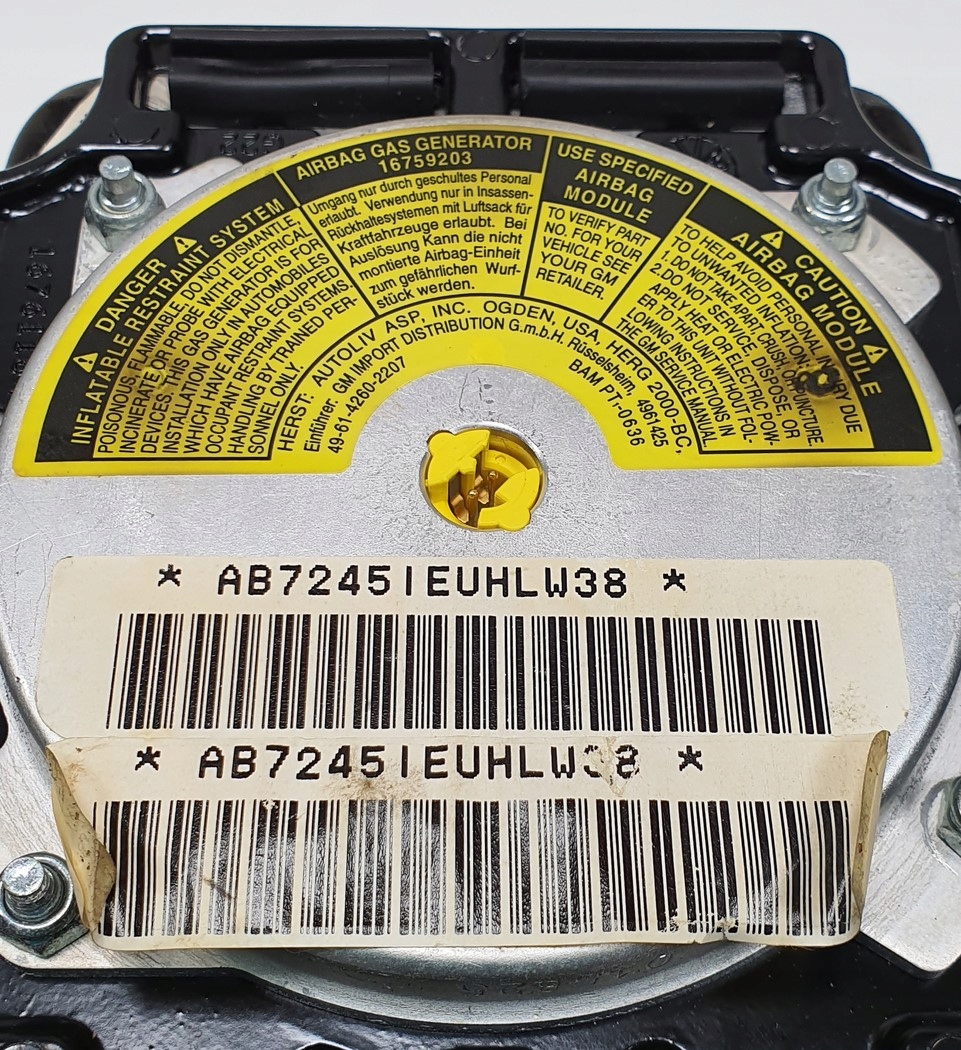 DANGER
INFLATABLE RESTRAINT SYSTEM
POISONOUS, FLAMMABLE, DO NOT DISMANTLE
INCINERATE OR PROBE WITH ELECTRICAL
DEVICES, OR
INSTALLATION GAS GENERATOR IS FOR
OCCUPATION ONLY IN AUTOMOBILES
WHICH HAVE AIRBAG EQUIPPED
OCCUPANT RESTRAINT SYSTEMS.
HANDLING BY TRAINED PER-
SONNEL ONLY.
AIRBAG GAS GENERATOR
16759203
Umgang nur durch geschultes Personal
erlaubt. Verwendung nur in Insassen-
Rückhaltesystemen mit Luftsack für
Kraftfahrzeuge erlaubt. Bei
Auslösung Kann die nicht
montierte Airbag-Einheit
zum gefährlichen Wurf-
stück werden.
USE SPECIFIED
AIRBAG
MODULE
TO VERIFY PART
NO. FOR YOUR
VEHICLE SEE
YOUR GM
RETAILER.
CAUTION
AIRBAG MODULE
TO HELP AVOID PERSONAL INJURY DUE
TO UNWANTED INFLATION:
1. DO NOT TAKE APART, CRUSH, PUNCTURE
2. DO NOT SERVICE, DISPOSE, OR
APPLY HEAT OF ELECTRIC POW-
ER TO THIS UNIT WITHOUT FOL-
LOWING INSTRUCTIONS IN
THE GM SERVICE MANUAL
HERST: AUTOLIV ASP, INC. OGDEN, USA, HERG 2000-BC,
Einführer: GM IMPORT DISTRIBUTION G.m.b.H. Rüsselsheim, 4961-425
49-61-4260-2207
BAM PT.-0636
* AB7245IEUHLW38 *
* AB7245IEUHLW38 *